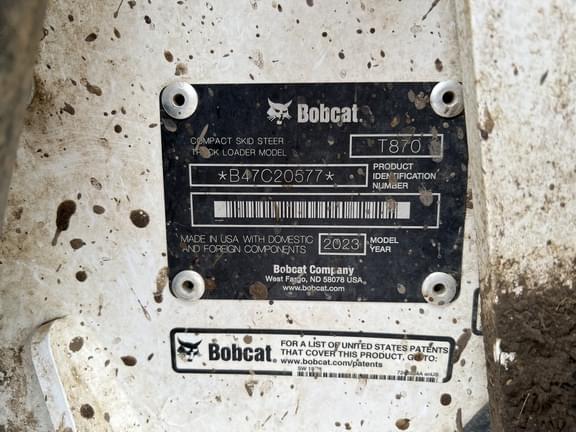 Bobcat.
COMPACT SKID STEER
TRACK LOADER MODEL
T870
*B47C20577*
PRODUCT
IDENTIFICATION
NUMBER
MADE IN USA WITH DOMESTIC
AND FOREIGN COMPONENTS
2023
MODEL
YEAR
Bobcat Company
West Fargo, ND 58078 USA
www.bobcat.com
Bobcat.
FOR A LIST OF UNITED STATES PATENTS
THAT COVER THIS PRODUCT, GO TO:
www.bobcat.com/patents
SW